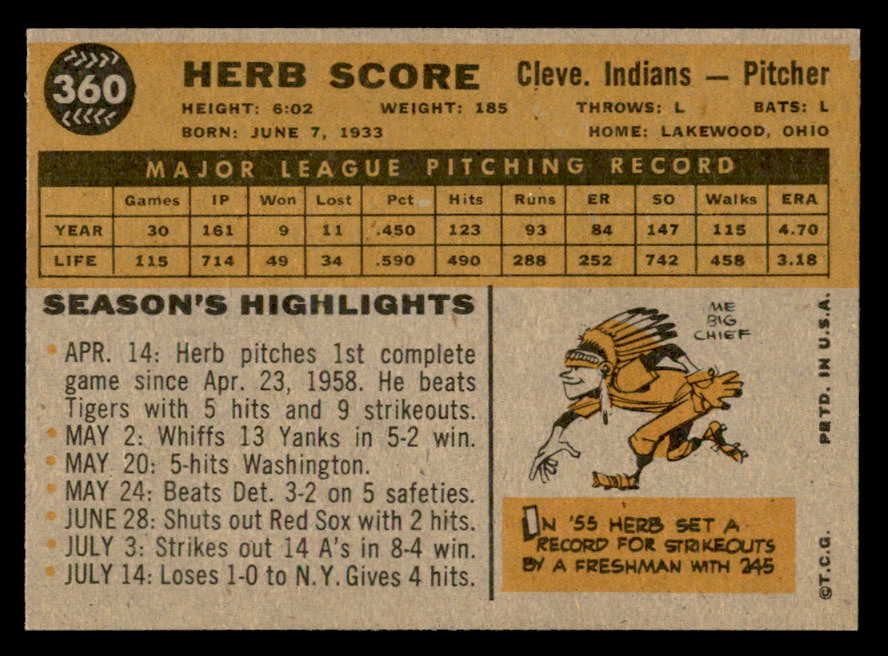 360
HERB SCORE Cleve. Indians — Pitcher
HEIGHT: 6:02 WEIGHT: 185 THROWS: L BATS: L
BORN: JUNE 7, 1933 HOME: LAKEWOOD, OHIO
MAJOR LEAGUE PITCHING RECORD
Games IP Won Lost Pct Hits Runs ER SO Walks ERA
YEAR 30 161 9 11 .450 123 93 84 147 115 4.70
LIFE 115 714 49 34 .590 490 288 252 742 458 3.18
SEASON'S HIGHLIGHTS
• APR. 14: Herb pitches 1st complete
game since Apr. 23, 1958. He beats
Tigers with 5 hits and 9 strikeouts.
• MAY 2: Whiffs 13 Yanks in 5-2 win.
• MAY 20: 5-hits Washington.
• MAY 24: Beats Det. 3-2 on 5 safeties.
• JUNE 28: Shuts out Red Sox with 2 hits.
• JULY 3: Strikes out 14 A's in 8-4 win.
• JULY 14: Loses 1-0 to N.Y. Gives 4 hits.
ME
BIG
CHIEF
IN '55 HERB SET A
RECORD FOR STRIKEOUTS
BY A FRESHMAN WITH 245
©T.C.G. PRTD. IN U.S.A.